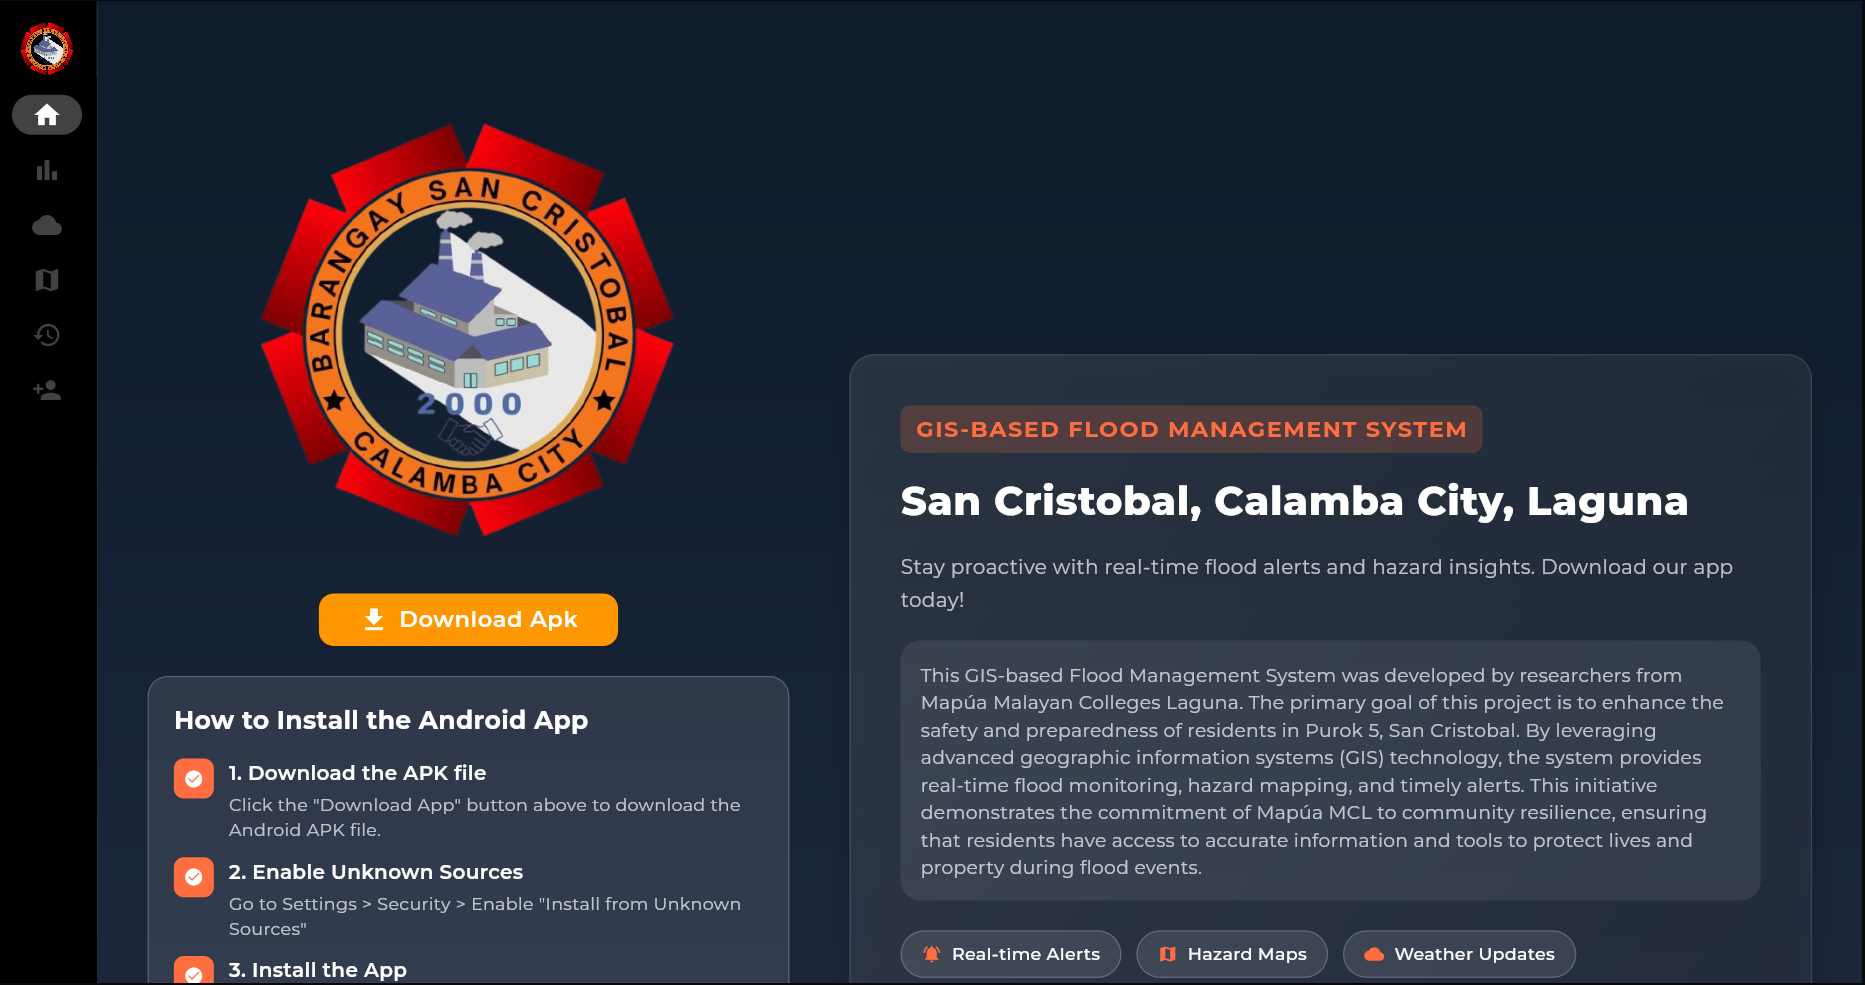 BARANGAY SAN CRISTOBAL
2000
CALAMBA CITY
Download Apk
How to Install the Android App
1. Download the APK file
Click the "Download App" button above to download the
Android APK file.
2. Enable Unknown Sources
Go to Settings > Security > Enable "Install from Unknown
Sources"
3. Install the App
GIS-BASED FLOOD MANAGEMENT SYSTEM
San Cristobal, Calamba City, Laguna
Stay proactive with real-time flood alerts and hazard insights. Download our app
today!
This GIS-based Flood Management System was developed by researchers from
Mapúa Malayan Colleges Laguna. The primary goal of this project is to enhance the
safety and preparedness of residents in Purok 5, San Cristobal. By leveraging
advanced geographic information systems (GIS) technology, the system provides
real-time flood monitoring, hazard mapping, and timely alerts. This initiative
demonstrates the commitment of Mapúa MCL to community resilience, ensuring
that residents have access to accurate information and tools to protect lives and
property during flood events.
Real-time Alerts
Hazard Maps
Weather Updates